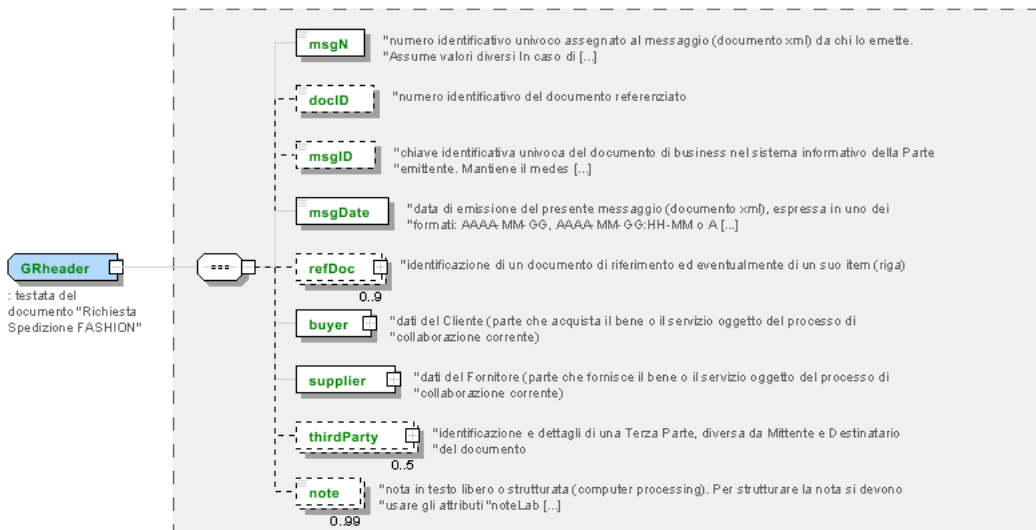 msgN
"numero identificativo univoco assegnato al messaggio (documento xml) da chi lo emette.
"Assume valori diversi In caso di [...]
docID
"numero identificativo del documento referenziato
msgID
"chiave identificativa univoca del documento di business nel sistema informativo della Parte
"emittente. Mantiene il medes [...]
msgDate
"data di emissione del presente messaggio (documento xml), espressa in uno dei
"formati: AAAA-MM-GG, AAAA-MM-GG:HH-MM o A [...]
GRheader
: testata del
documento "Richiesta
Spedizione FASHION"
refDoc
"identificazione di un documento di riferimento ed eventualmente di un suo item (riga)
0..9
buyer
"dati del Cliente (parte che acquista il bene o il servizio oggetto del processo di
"collaborazione corrente)
supplier
"dati del Fornitore (parte che fornisce il bene o il servizio oggetto del processo di
"collaborazione corrente)
thirdParty
"identificazione e dettagli di una Terza Parte, diversa da Mittente e Destinatario
"del documento
0..5
note
"nota in testo libero o strutturata (computer processing). Per strutturare la nota si devono
"usare gli attributi "noteLab [...]
0..99